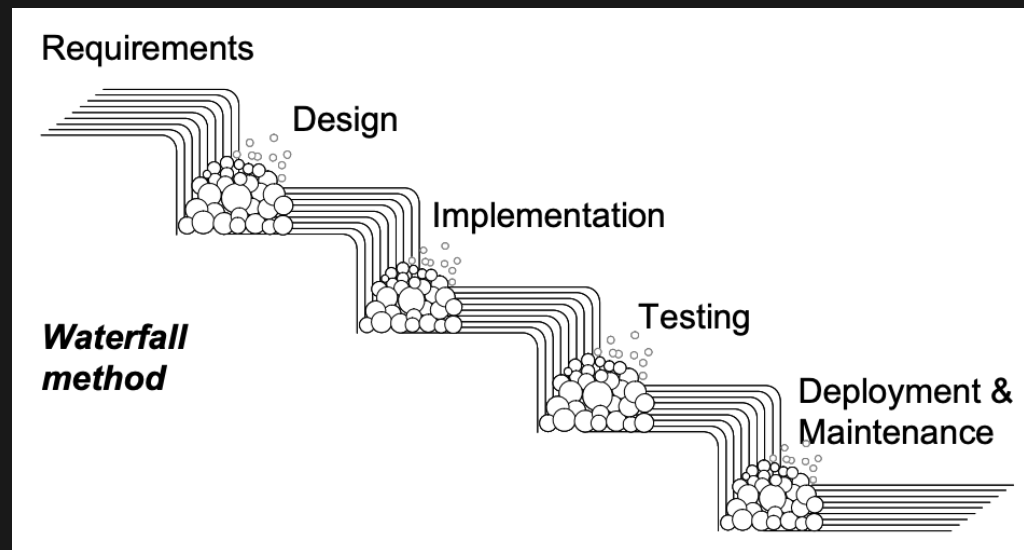 Requirements
Design
Implementation
Testing
Waterfall
method
Deployment &
Maintenance